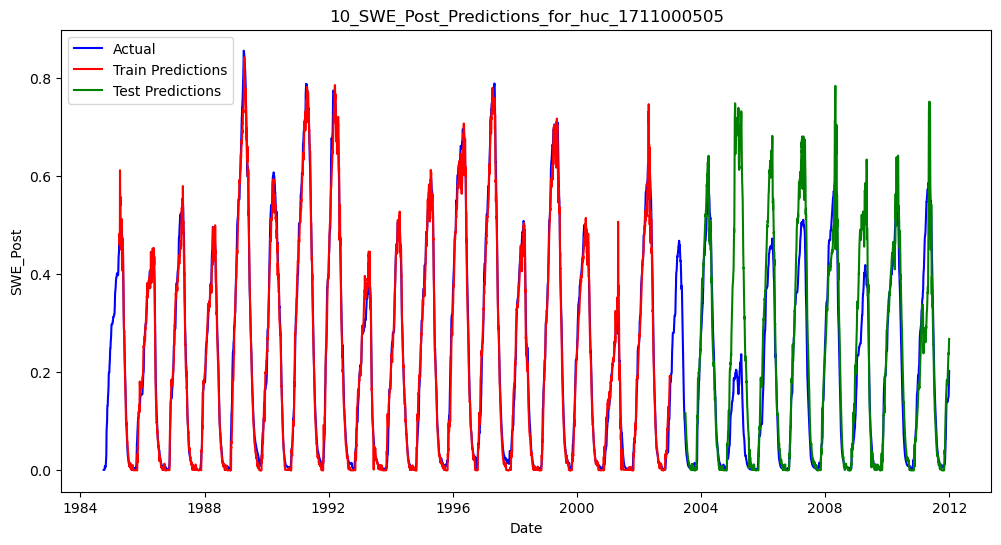 10_SWE_Post_Predictions_for_huc_1711000505
Actual
Train Predictions
Test Predictions
SWE_Post
0.8
0.6
0.4
0.2
0.0
1984 1988 1992 1996 2000 2004 2008 2012
Date